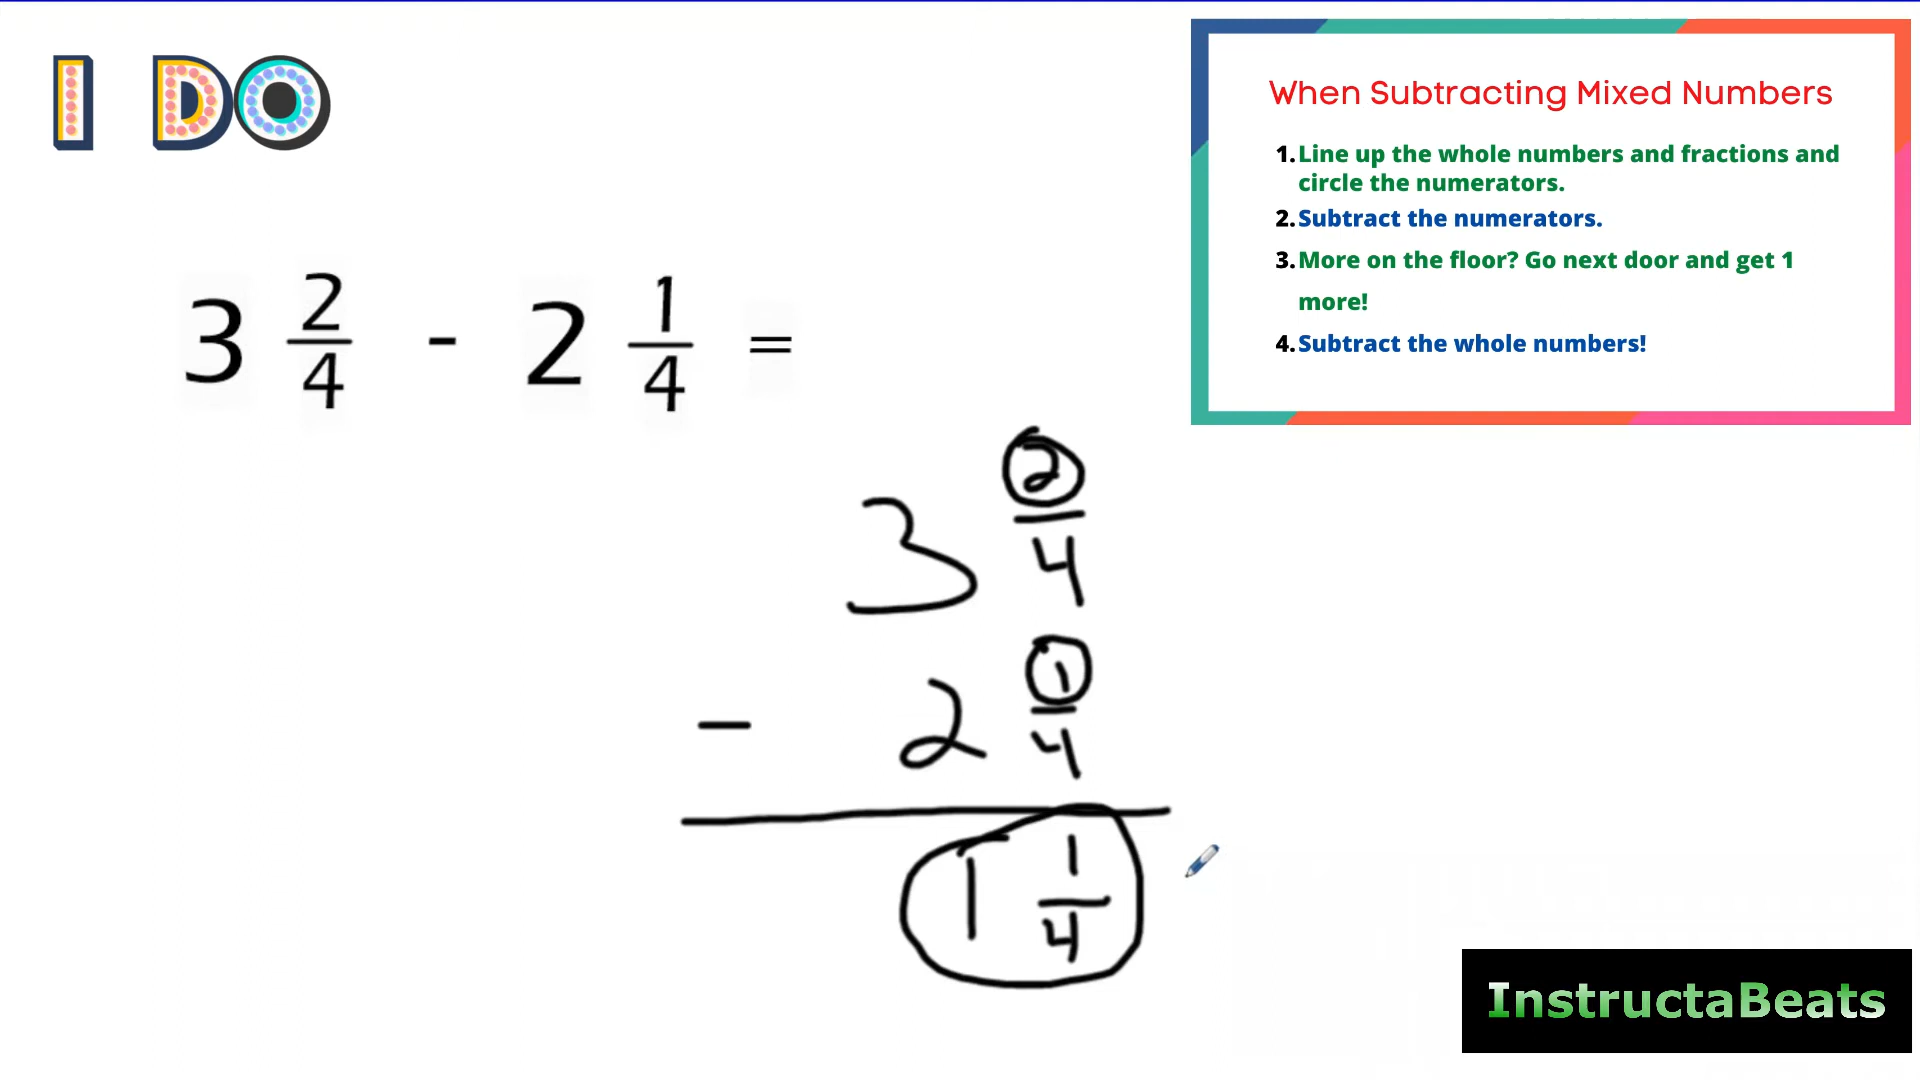 I DO
When Subtracting Mixed Numbers
1. Line up the whole numbers and fractions and
circle the numerators.
2. Subtract the numerators.
3. More on the floor? Go next door and get 1
more!
4. Subtract the whole numbers!
3 2/4 - 2 1/4 =
3 2/4
- 2 1/4
1 1/4
InstructaBeats